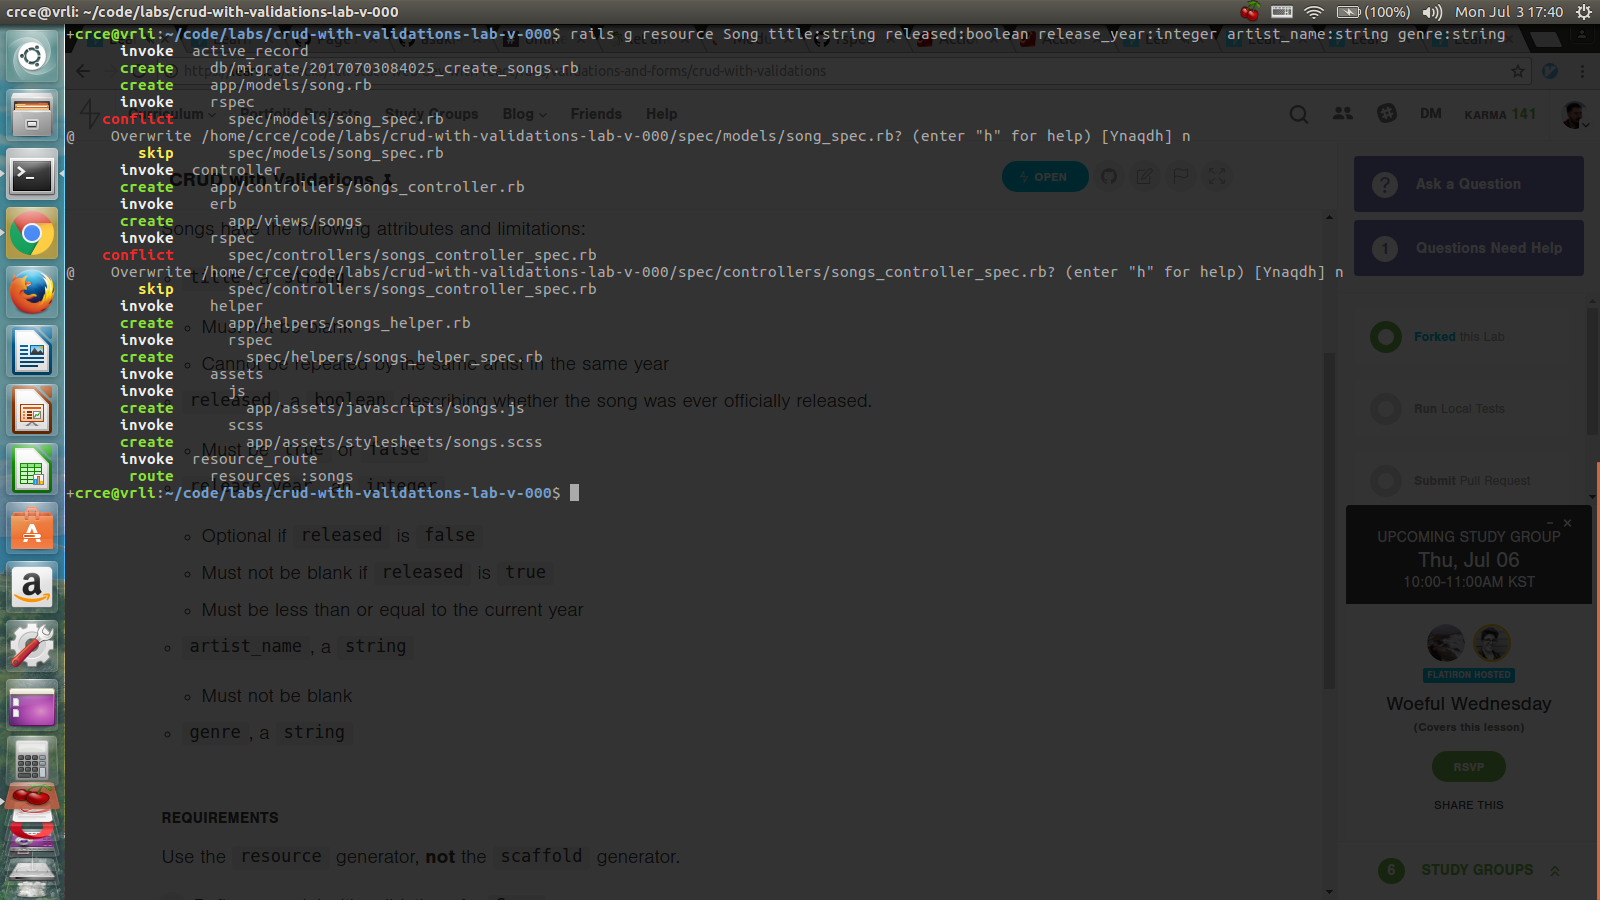 crce@vrli: ~/code/labs/crud-with-validations-lab-v-000
(100%)
Mon Jul 3 17:40
+crce@vrli:~/code/labs/crud-with-validations-lab-v-000$ rails g resource Song title:string released:boolean release_year:integer artist_name:string genre:string
invoke active_record
create db/migrate/20170703084025_create_songs.rb
create app/models/song.rb
invoke rspec
conflict spec/models/song_spec.rb
@ Overwrite /home/crce/code/labs/crud-with-validations-lab-v-000/spec/models/song_spec.rb? (enter "h" for help) [Ynaqdh] n
skip spec/models/song_spec.rb
invoke controller
create app/controllers/songs_controller.rb
invoke erb
create app/views/songs
invoke rspec
conflict spec/controllers/songs_controller_spec.rb
@ Overwrite /home/crce/code/labs/crud-with-validations-lab-v-000/spec/controllers/songs_controller_spec.rb? (enter "h" for help) [Ynaqdh] n
skip spec/controllers/songs_controller_spec.rb
invoke helper
create app/helpers/songs_helper.rb
invoke rspec
create spec/helpers/songs_helper_spec.rb
invoke assets
invoke js
create app/assets/javascripts/songs.js
invoke scss
create app/assets/stylesheets/songs.scss
invoke resource_route
route resources :songs
+crce@vrli:~/code/labs/crud-with-validations-lab-v-000$
Curriculum Portfolio Projects Study Groups Blog Friends Help
DM KARMA 141
CRUD with Validations
OPEN
Songs have the following attributes and limitations:
title, a string
Must not be blank
Cannot be repeated by the same artist in the same year
released, a boolean describing whether the song was ever officially released.
Must be true or false
release_year, an integer
Optional if released is false
Must not be blank if released is true
Must be less than or equal to the current year
artist_name, a string
Must not be blank
genre, a string
REQUIREMENTS
Use the resource generator, not the scaffold generator.
? Ask a Question
1 Questions Need Help
Forked this Lab
Run Local Tests
Submit Pull Request
UPCOMING STUDY GROUP
Thu, Jul 06
10:00-11:00AM KST
FLATIRON HOSTED
Woeful Wednesday
(Covers this lesson)
RSVP
SHARE THIS
6 STUDY GROUPS